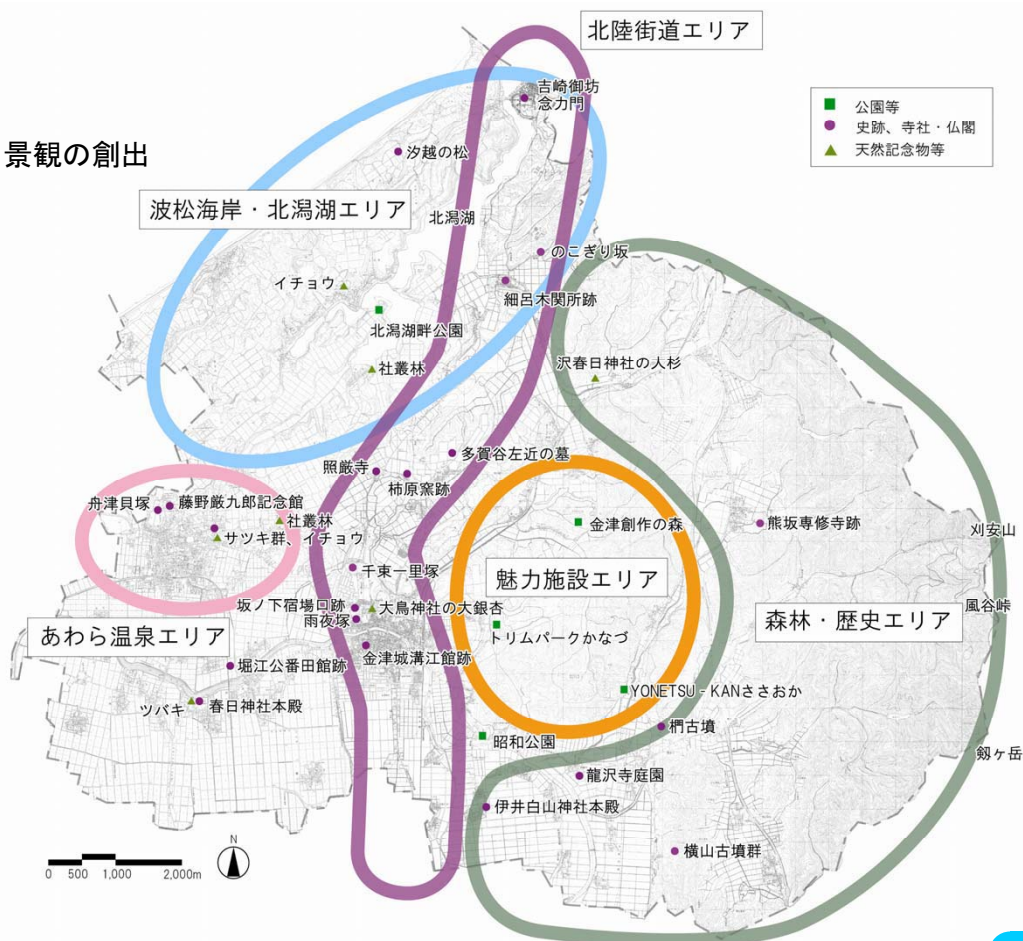 北陸街道エリア
吉崎御坊
念力門
公園等
史跡、寺社・仏閣
天然記念物等
景観の創出
汐越の松
波松海岸・北潟湖エリア
北潟湖
のこぎり坂
イチョウ
細呂木関所跡
北潟湖畔公園
社叢林
沢春日神社の人杉
多賀谷左近の墓
照厳寺
柿原窯跡
舟津貝塚
藤野厳九郎記念館
社叢林
サツキ群、イチョウ
金津創作の森
熊坂専修寺跡
刈安山
千束一里塚
魅力施設エリア
坂ノ下宿場口跡
大鳥神社の大銀杏
風谷峠
雨夜塚
あわら温泉エリア
トリムパークかなづ
森林・歴史エリア
金津城溝江館跡
堀江公番田館跡
YONETSU-KANささおか
ツバキ
春日神社本殿
椚古墳
昭和公園
剱ヶ岳
龍沢寺庭園
伊井白山神社本殿
横山古墳群
N
0 500 1,000 2,000m